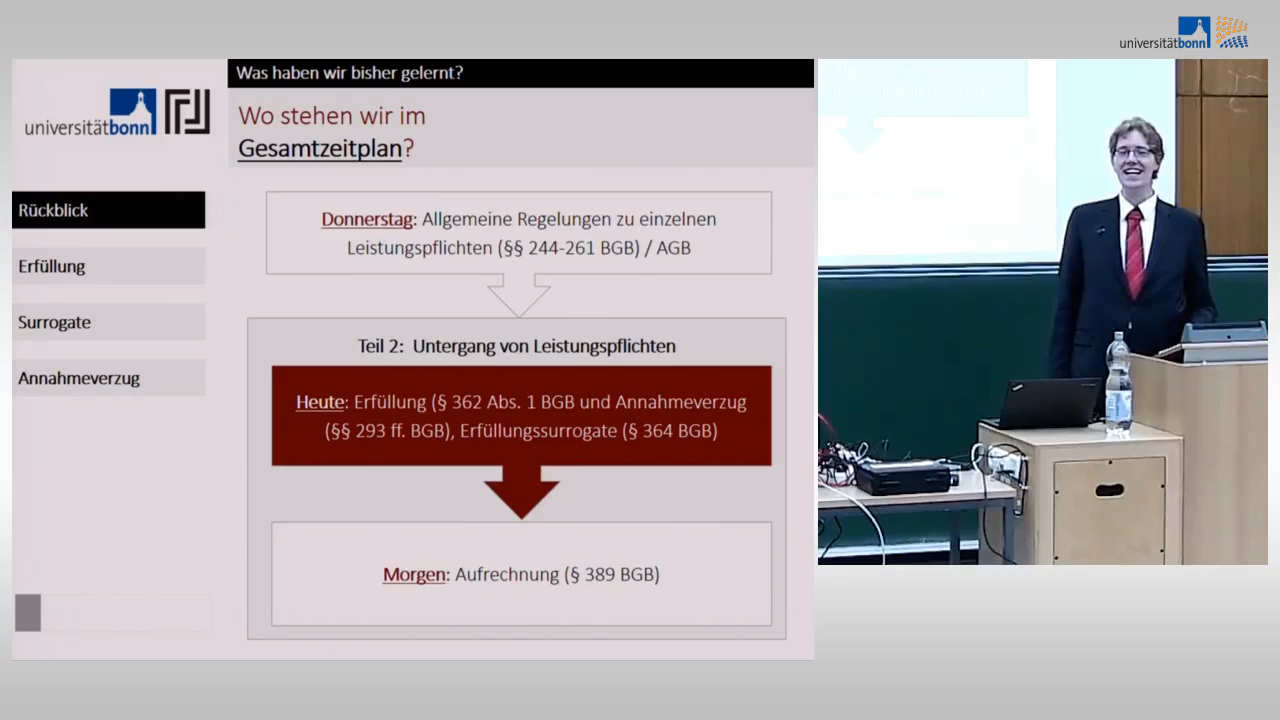 universitätbonn
Was haben wir bisher gelernt?
universitätbonn
Wo stehen wir im
Gesamtzeitplan?
Rückblick
Erfüllung
Surrogate
Annahmeverzug
Donnerstag: Allgemeine Regelungen zu einzelnen
Leistungspflichten (§§ 244-261 BGB) / AGB
Teil 2: Untergang von Leistungspflichten
Heute: Erfüllung (§ 362 Abs. 1 BGB und Annahmeverzug
(§§ 293 ff. BGB), Erfüllungssurrogate (§ 364 BGB)
Morgen: Aufrechnung (§ 389 BGB)